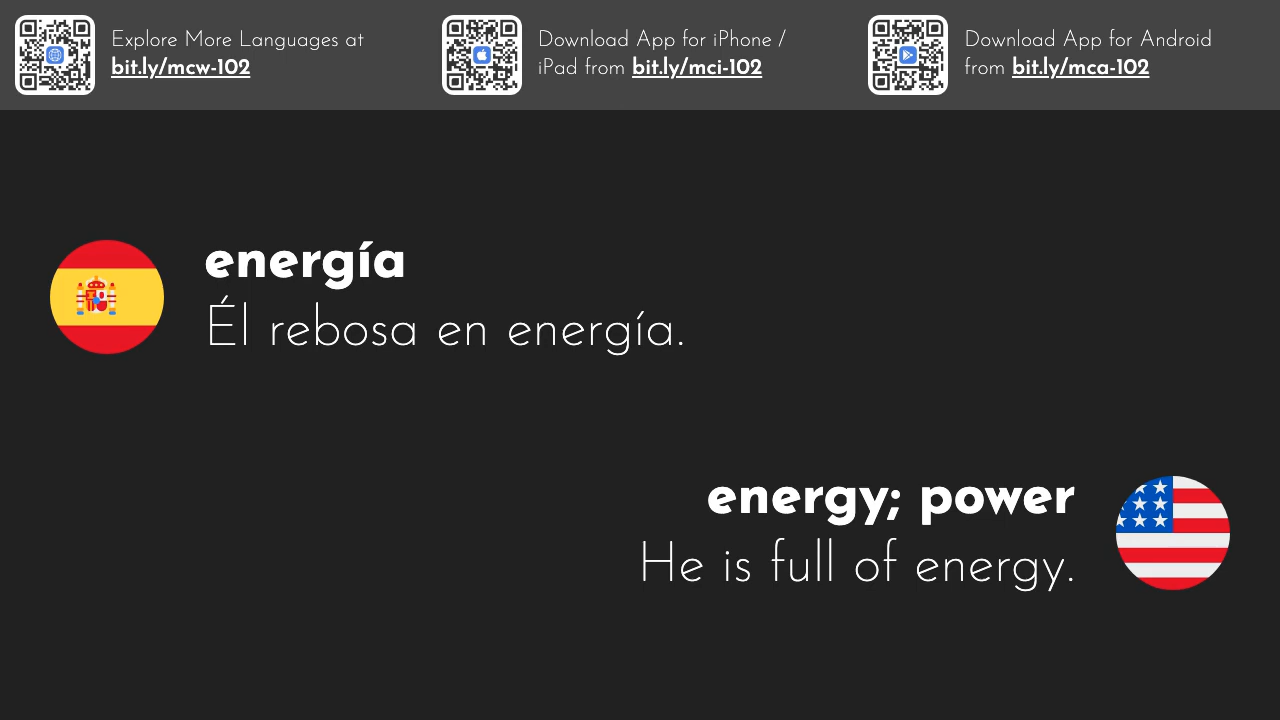 Explore More Languages at
bit.ly/mcw-102
Download App for iPhone /
iPad from bit.ly/mci-102
Download App for Android
from bit.ly/mca-102
energía
Él rebosa en energía.
energy; power
He is full of energy.